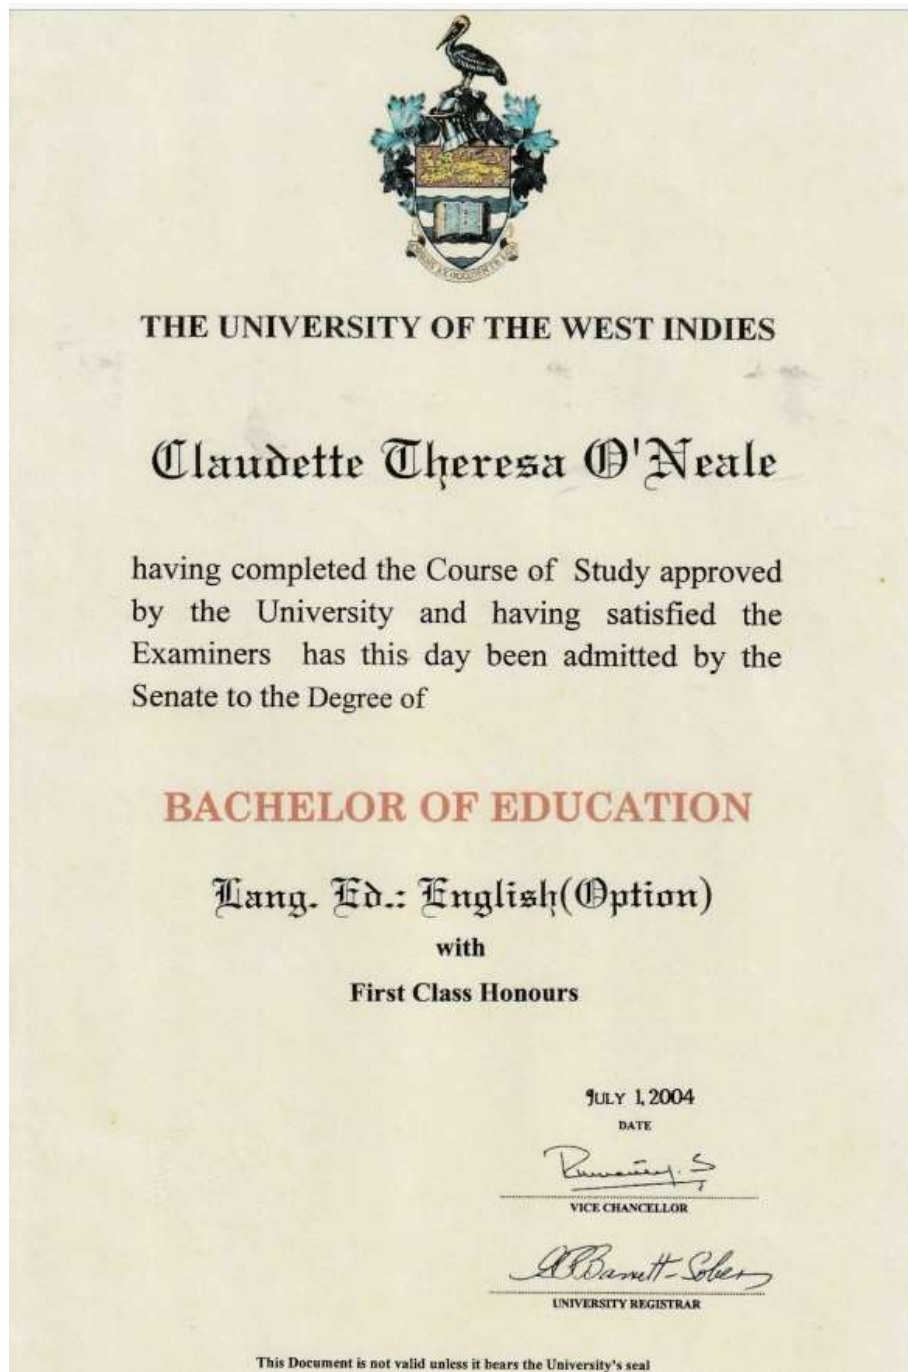 THE UNIVERSITY OF THE WEST INDIES
Claudette Theresa O'Neale
having completed the Course of Study approved
by the University and having satisfied the
Examiners has this day been admitted by the
Senate to the Degree of
BACHELOR OF EDUCATION
Lang. Ed.: English(Option)
with
First Class Honours
JULY 1, 2004
DATE
VICE CHANCELLOR
UNIVERSITY REGISTRAR
This Document is not valid unless it bears the University's seal